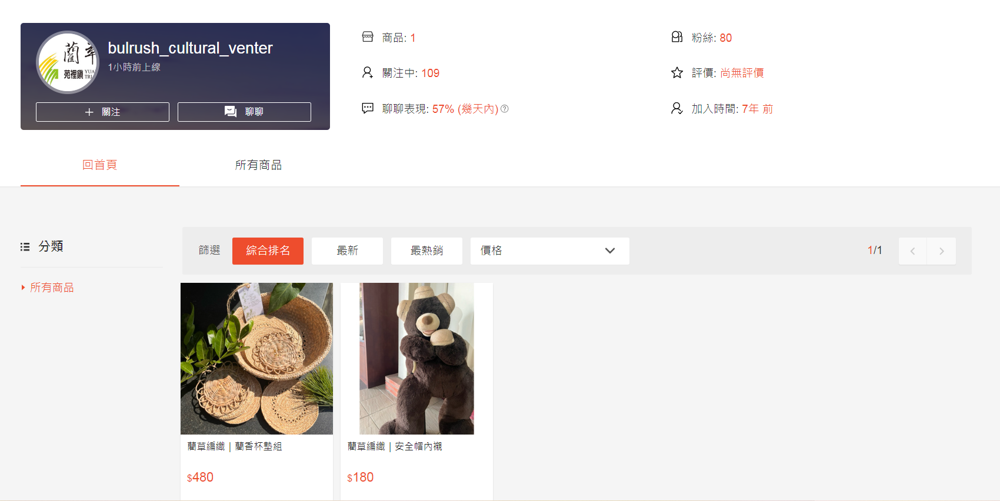 藺草
苑裡鎮
YUA
TRI
bulrush_cultural_venter
1小時前上線
關注
聊聊
商品: 1
粉絲: 80
關注中: 109
評價: 尚無評價
聊聊表現: 57% (幾天內)
加入時間: 7年 前
回首頁
所有商品
分類
所有商品
篩選
綜合排名
最新
最熱銷
價格
1/1
藺草編織 | 藺香杯墊組
$480
藺草編織 | 安全帽內襯
$180